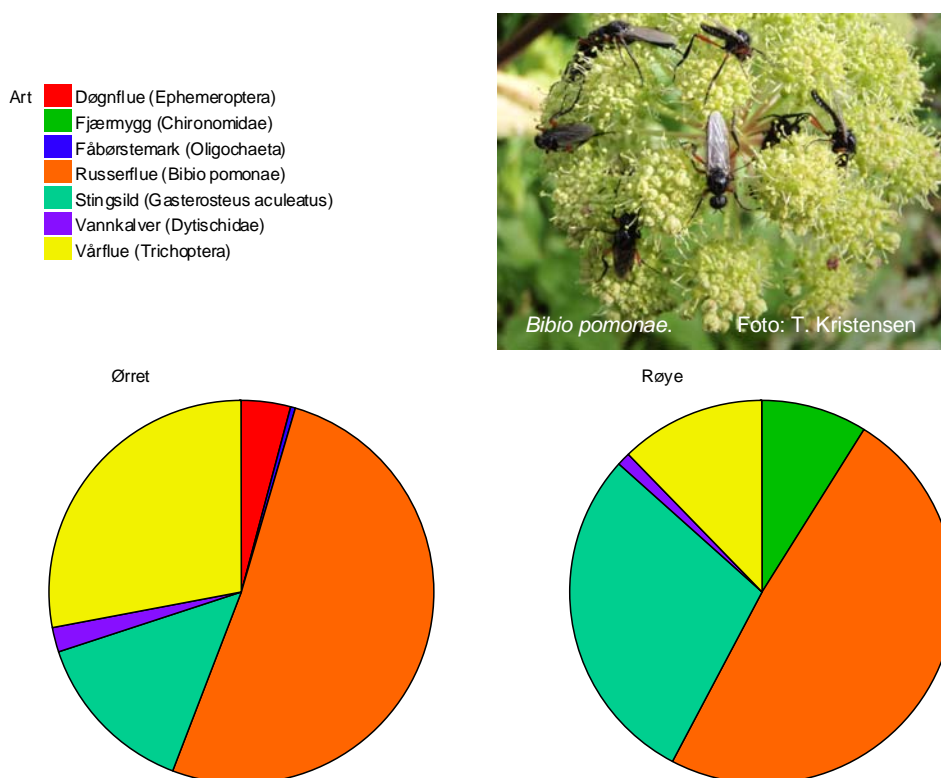 Art
Døgnflue (Ephemeroptera)
Fjærmygg (Chironomidae)
Fåbørstemark (Oligochaeta)
Russerflue (Bibio pomonae)
Stingsild (Gasterosteus aculeatus)
Vannkalver (Dytischidae)
Vårflue (Trichoptera)
Bibio pomonae. Foto: T. Kristensen
Ørret
Røye